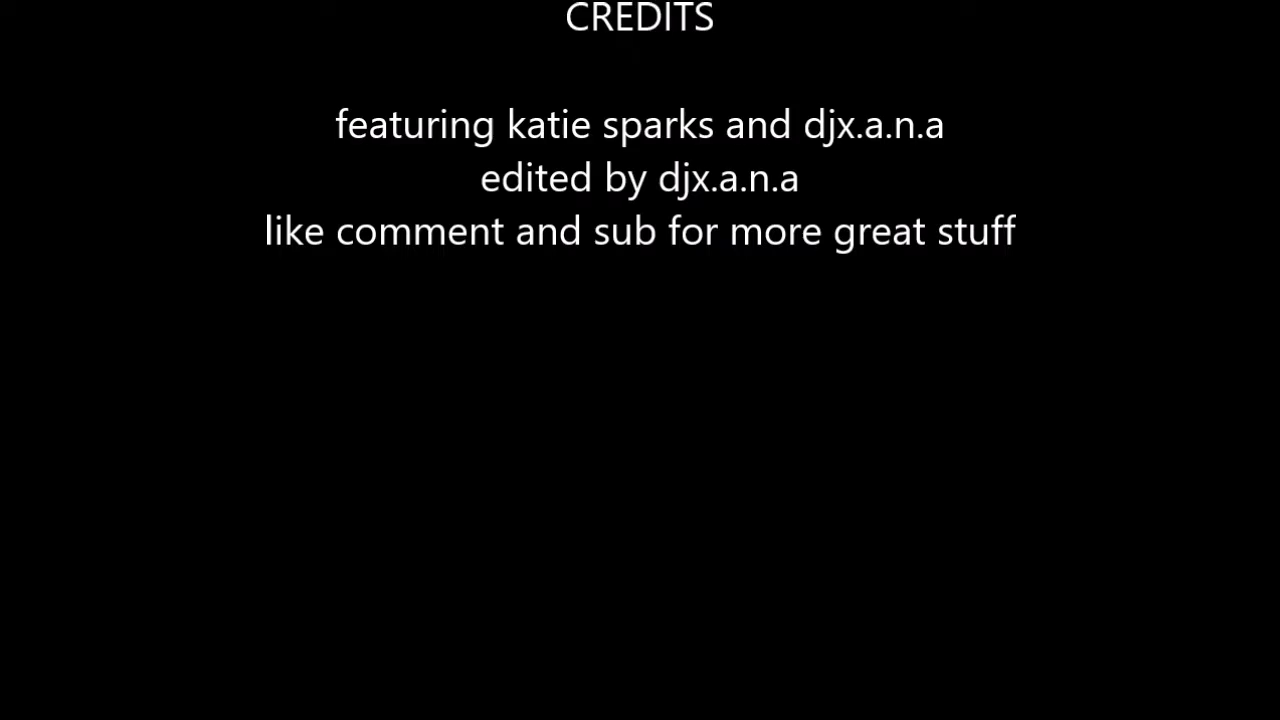 CREDITS
featuring katie sparks and djx.a.n.a
edited by djx.a.n.a
like comment and sub for more great stuff